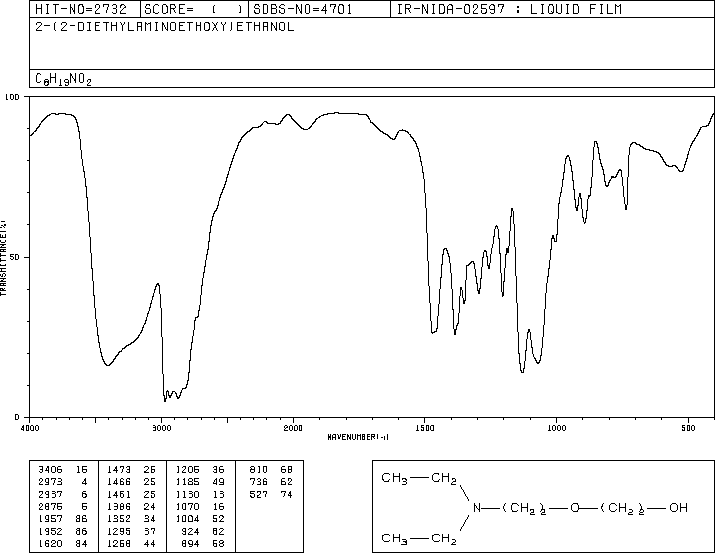 HIT-NO=2732 SCORE= ( ) SDBS-NO=4701 IR-NIDA-02597 : LIQUID FILM
2-(2-DIETHYLAMINOETHOXY)ETHANOL
C8H19NO2
100
TRANSMITTANCE(%)
50
0
4000 3000 2000 1500 1000 500
WAVENUMBER(-1)
3406 16 1473 26 1205 36 810 68
2973 4 1466 25 1185 49 736 62
2937 6 1461 25 1130 13 527 74
2876 5 1386 24 1070 16
1957 86 1352 34 1004 52
1952 86 1295 37 924 62
1620 84 1258 44 894 58
CH3 CH2
N (CH2)2 O (CH2)2 OH
CH3 CH2